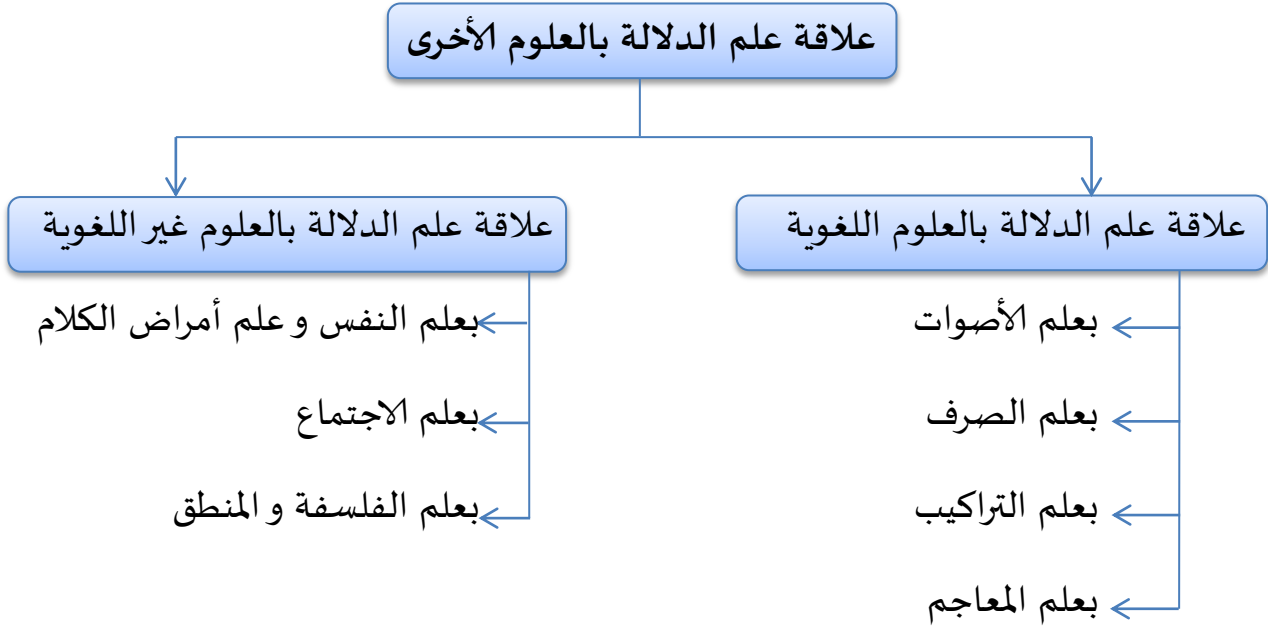 علاقة علم الدلالة بالعلوم الأخرى
علاقة علم الدلالة بالعلوم اللغوية
بعلم الأصوات
بعلم الصرف
بعلم التراكيب
بعلم المعاجم
علاقة علم الدلالة بالعلوم غير اللغوية
بعلم النفس و علم أمراض الكلام
بعلم الاجتماع
بعلم الفلسفة و المنطق